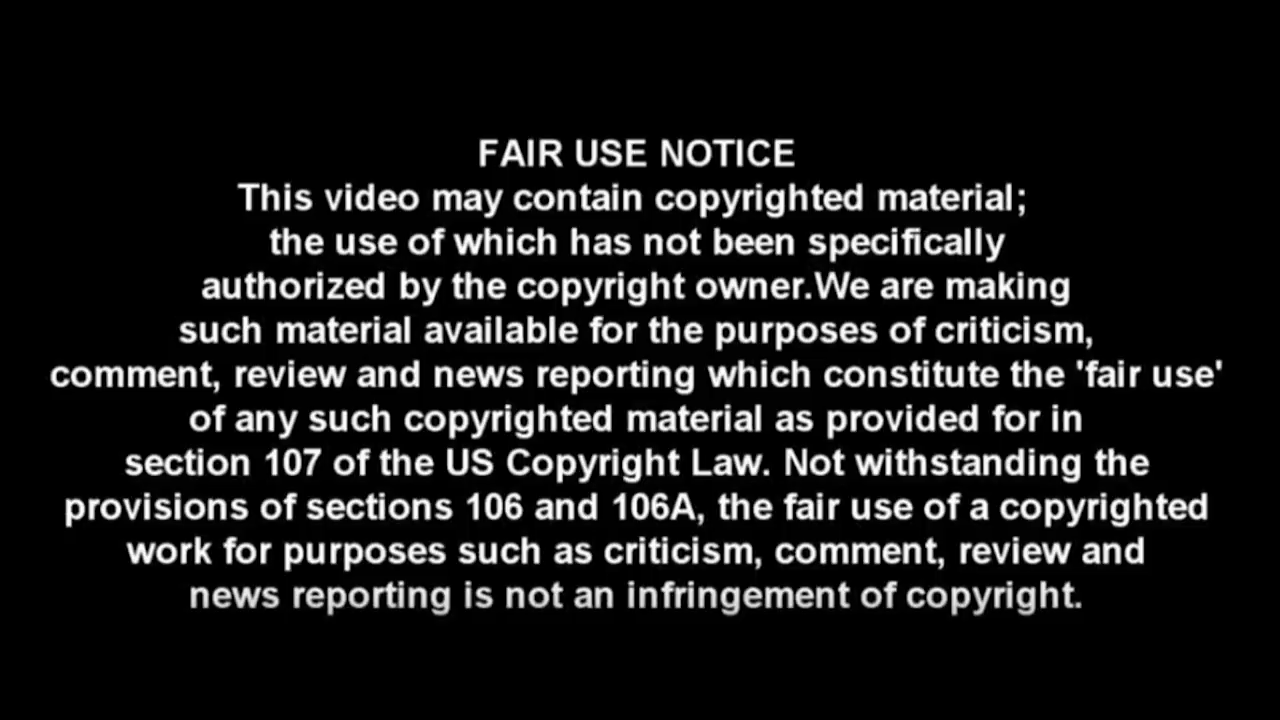 FAIR USE NOTICE
This video may contain copyrighted material;
the use of which has not been specifically
authorized by the copyright owner.We are making
such material available for the purposes of criticism,
comment, review and news reporting which constitute the 'fair use'
of any such copyrighted material as provided for in
section 107 of the US Copyright Law. Not withstanding the
provisions of sections 106 and 106A, the fair use of a copyrighted
work for purposes such as criticism, comment, review and
news reporting is not an infringement of copyright.